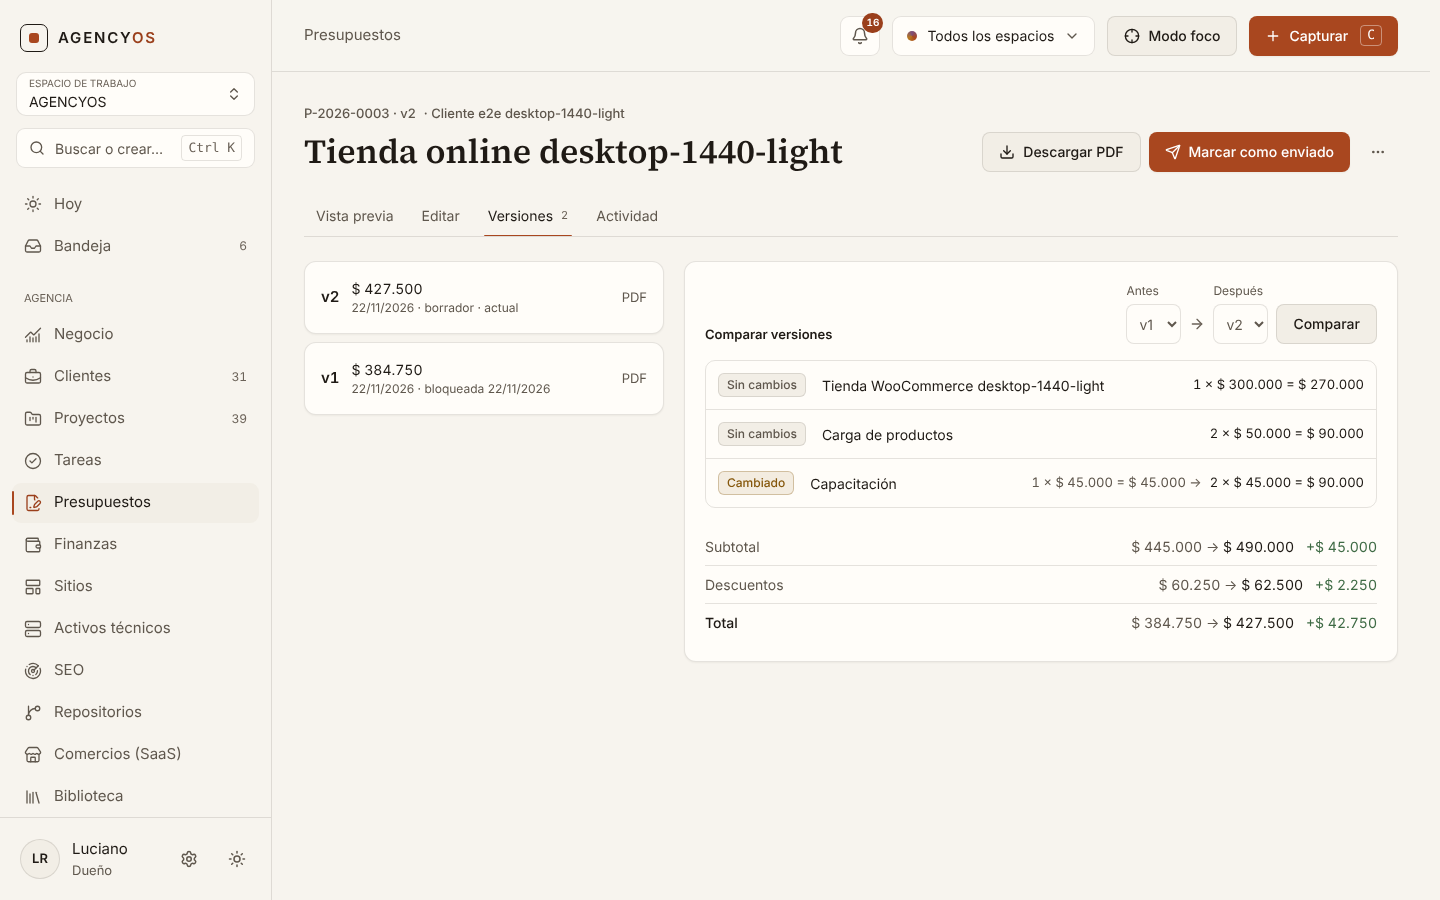 AGENCYOS
ESPACIO DE TRABAJO
AGENCYOS
Buscar o crear...
Ctrl K
Hoy
Bandeja 6
AGENCIA
Negocio
Clientes 31
Proyectos 39
Tareas
Presupuestos
Finanzas
Sitios
Activos técnicos
SEO
Repositorios
Comercios (SaaS)
Biblioteca
LR
Luciano
Dueño
Presupuestos
16
Todos los espacios
Modo foco
Capturar C
P-2026-0003 · v2 · Cliente e2e desktop-1440-light
Tienda online desktop-1440-light
Descargar PDF
Marcar como enviado
Vista previa
Editar
Versiones 2
Actividad
v2
$ 427.500
22/11/2026 · borrador · actual
PDF
v1
$ 384.750
22/11/2026 · bloqueada 22/11/2026
PDF
Comparar versiones
Antes
v1
→
Después
v2
Comparar
Sin cambios Tienda WooCommerce desktop-1440-light 1 × $ 300.000 = $ 270.000
Sin cambios Carga de productos 2 × $ 50.000 = $ 90.000
Cambiado Capacitación 1 × $ 45.000 = $ 45.000 → 2 × $ 45.000 = $ 90.000
Subtotal $ 445.000 → $ 490.000 +$ 45.000
Descuentos $ 60.250 → $ 62.500 +$ 2.250
Total $ 384.750 → $ 427.500 +$ 42.750